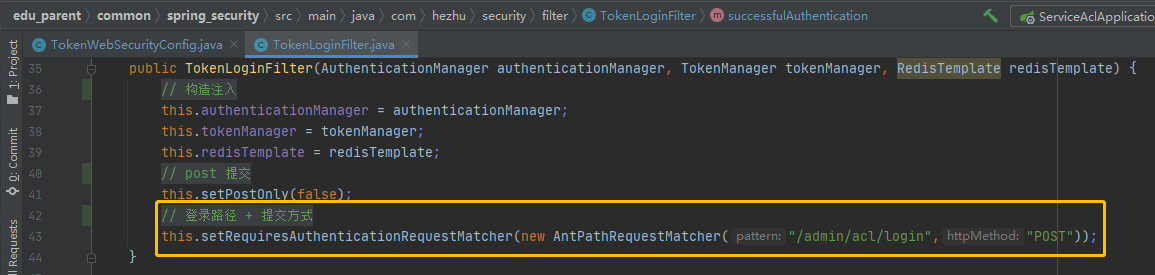 edu_parent > common > spring_security > src > main > java > com > hezhu > security > filter > TokenLoginFilter > m successfulAuthentication ServiceAclApplication
TokenWebSecurityConfig.java × TokenLoginFilter.java ×
1: Project
0: Commit
ll Requests
35 public TokenLoginFilter(AuthenticationManager authenticationManager, TokenManager tokenManager, RedisTemplate redisTemplate) {
36 // 构造注入
37 this.authenticationManager = authenticationManager;
38 this.tokenManager = tokenManager;
39 this.redisTemplate = redisTemplate;
40 // post 提交
41 this.setPostOnly(false);
42 // 登录路径 + 提交方式
43 this.setRequiresAuthenticationRequestMatcher(new AntPathRequestMatcher( pattern: "/admin/acl/login", httpMethod: "POST"));
44 }